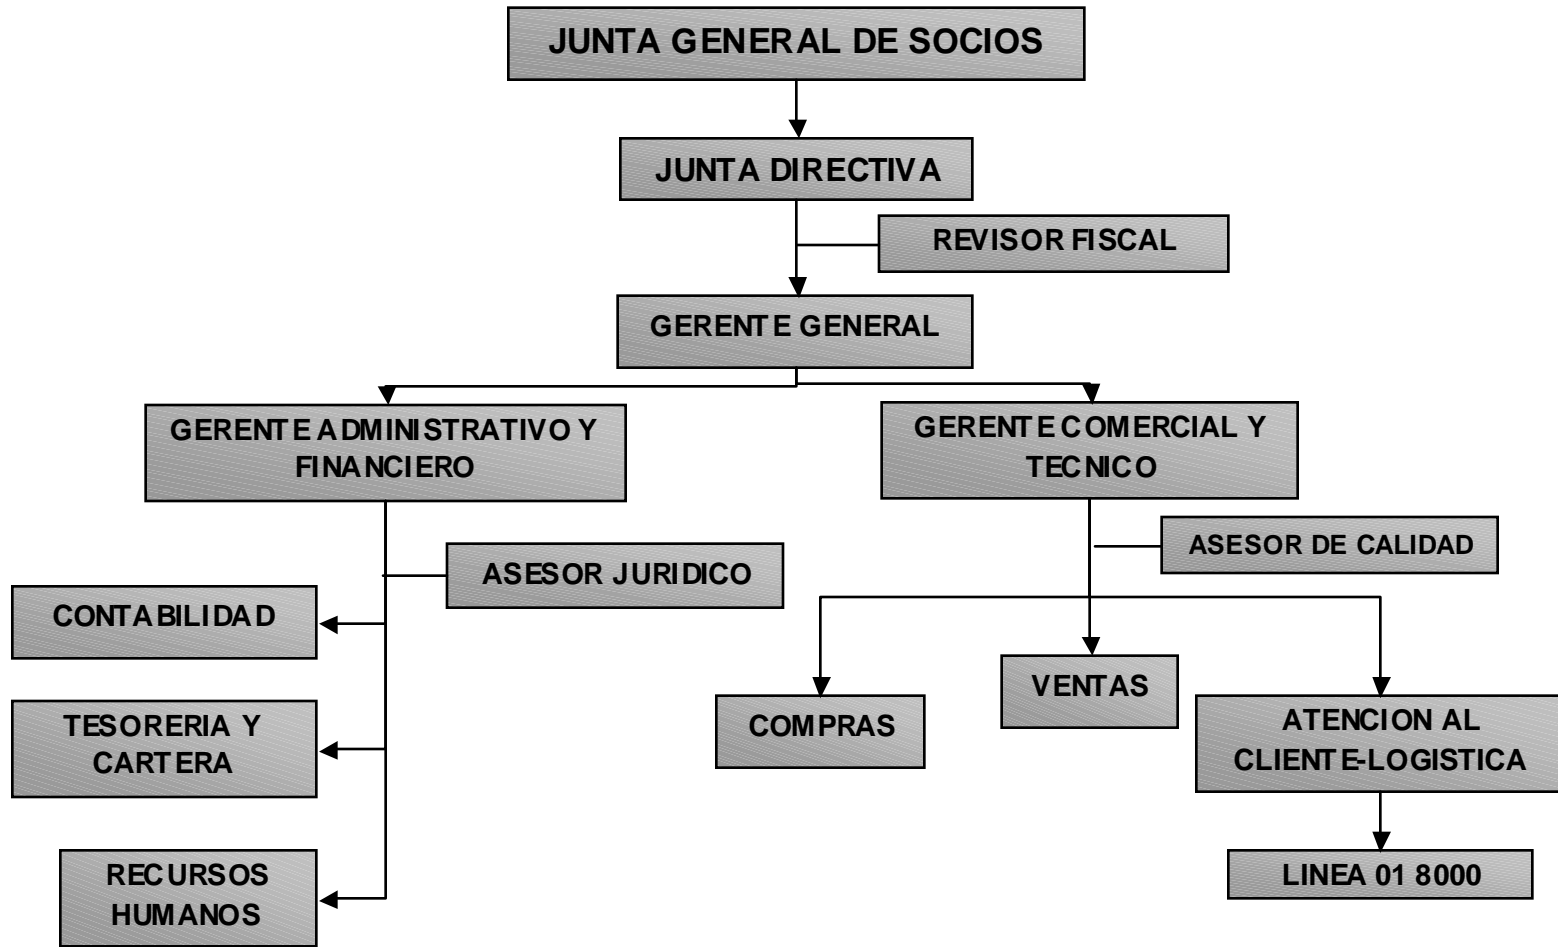 JUNTA GENERAL DE SOCIOS
JUNTA DIRECTIVA
REVISOR FISCAL
GERENTE GENERAL
GERENTE ADMINISTRATIVO Y
FINANCIERO
GERENTE COMERCIAL Y
TECNICO
ASESOR DE CALIDAD
ASESOR JURIDICO
CONTABILIDAD
TESORERIA Y
CARTERA
RECURSOS
HUMANOS
COMPRAS
VENTAS
ATENCION AL
CLIENTE-LOGISTICA
LINEA 01 8000